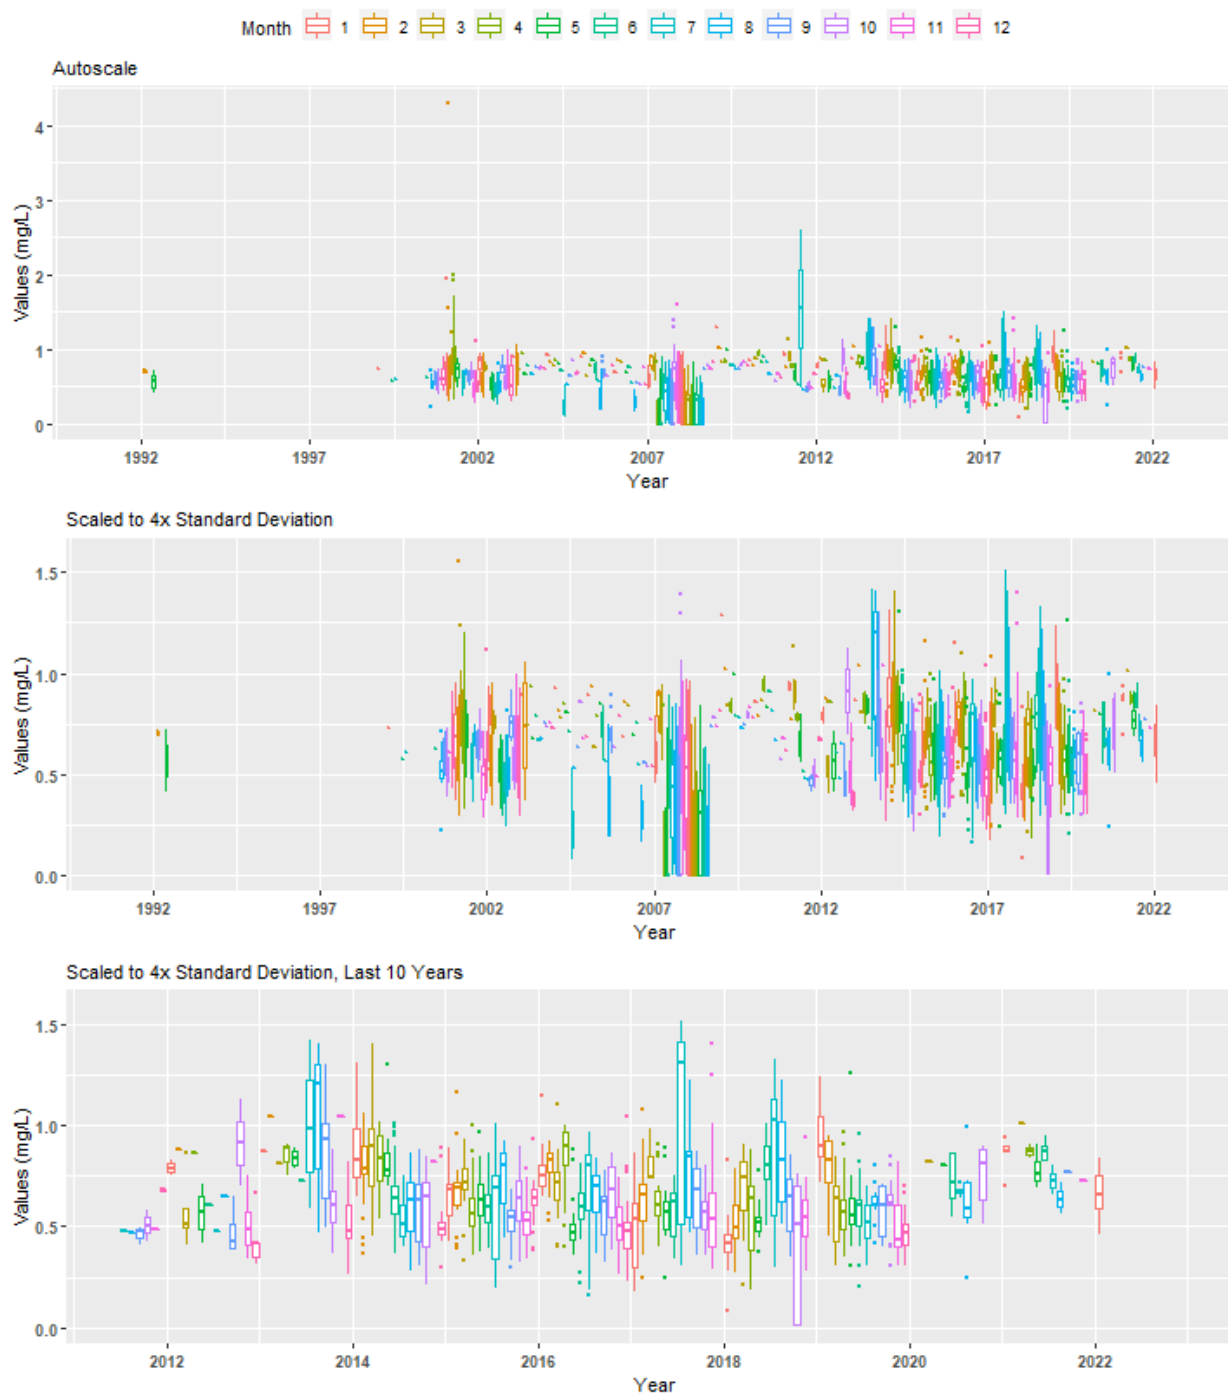 Month 1 2 3 4 5 6 7 8 9 10 11 12
Autoscale
Values (mg/L)
4
3
2
1
0
1992 1997 2002 2007 2012 2017 2022
Year
Scaled to 4x Standard Deviation
Values (mg/L)
1.5
1.0
0.5
0.0
1992 1997 2002 2007 2012 2017 2022
Year
Scaled to 4x Standard Deviation, Last 10 Years
Values (mg/L)
1.5
1.0
0.5
0.0
2012 2014 2016 2018 2020 2022
Year